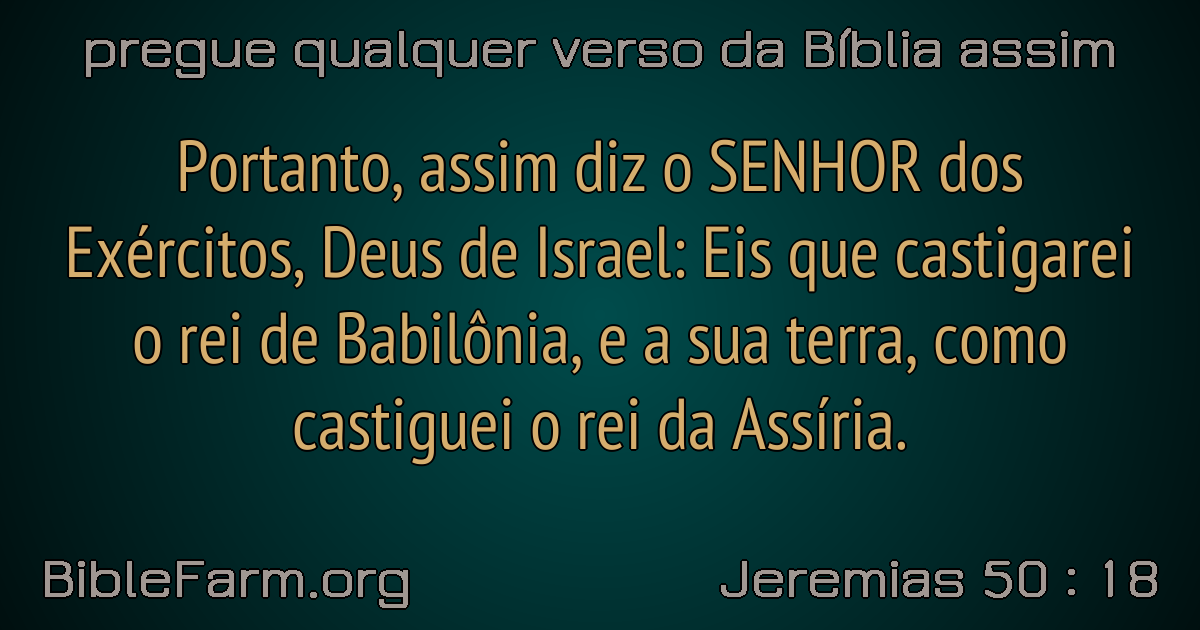 pregue qualquer verso da Bíblia assim
Portanto, assim diz o SENHOR dos
Exércitos, Deus de Israel: Eis que castigarei
o rei de Babilônia, e a sua terra, como
castiguei o rei da Assíria.
BibleFarm.org
Jeremias 50 : 18